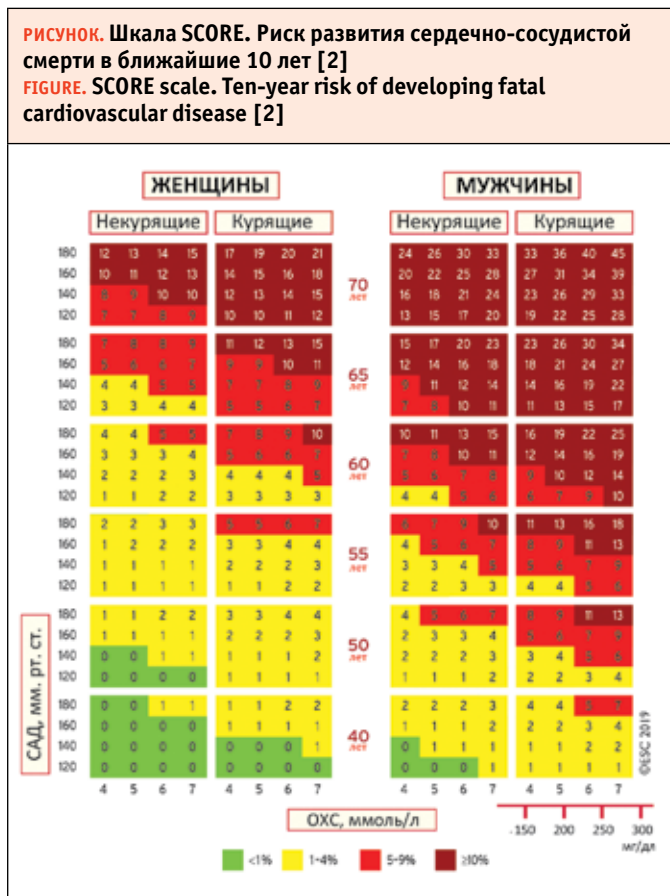 РИСУНОК. Шкала SCORE. Риск развития сердечно-сосудистой
смерти в ближайшие 10 лет [2]
FIGURE. SCORE scale. Ten-year risk of developing fatal
cardiovascular disease [2]
ЖЕНЩИНЫ МУЖЧИНЫ
Некурящие Курящие Некурящие Курящие
180 12 13 14 15 17 19 20 21 24 26 30 33 33 36 40 45
160 10 11 12 13 14 15 16 18 20 22 25 28 27 31 34 39
70 лет
140 8 9 10 10 12 13 14 15 16 18 21 24 23 26 29 33
120 7 7 8 9 10 10 11 12 13 15 17 20 19 22 25 28
180 11 12 13 15 15 17 20 23 23 26 30 34
160 10 11 12 14 16 18 18 21 24 27
65 лет
140 4 4 11 12 14 14 16 19 22
120 3 3 4 4 10 11 11 13 15 17
180 4 4 10 10 11 13 15 16 19 22 25
160 3 3 3 4 10 11 12 14 16 19
60 лет
140 2 2 2 3 4 4 4 10 12 14
120 1 1 2 2 3 3 3 3 4 4 10
180 2 2 3 3 10 11 13 16 18
160 1 2 2 2 3 3 4 4 4 11 13
55 лет
140 1 1 1 1 2 2 2 3 3 3 4
120 1 1 1 1 1 1 2 2 2 2 3 3 4 4
180 1 1 2 2 3 3 4 4 4 11 13
160 1 1 1 1 2 2 2 3 2 3 3 4
50 лет
140 0 0 1 1 1 1 1 2 2 2 2 3 3 4
120 0 0 0 0 1 1 1 1 1 1 2 2 2 2 3 4
180 0 0 1 1 1 1 2 2 2 2 2 3 4 4
160 0 0 0 0 1 1 1 1 1 1 1 2 2 2 3 4
40 лет
140 0 0 0 0 0 0 0 1 0 1 1 1 1 1 2 2
120 0 0 0 0 0 0 0 0 0 0 0 1 1 1 1 1
САД, мм. рт. ст.
4 5 6 7 4 5 6 7 4 5 6 7 4 5 6 7
©ESC 2019
ОХС, ммоль/л
150 200 250 300
мг/дл
<1% 1-4% 5-9% ≥10%